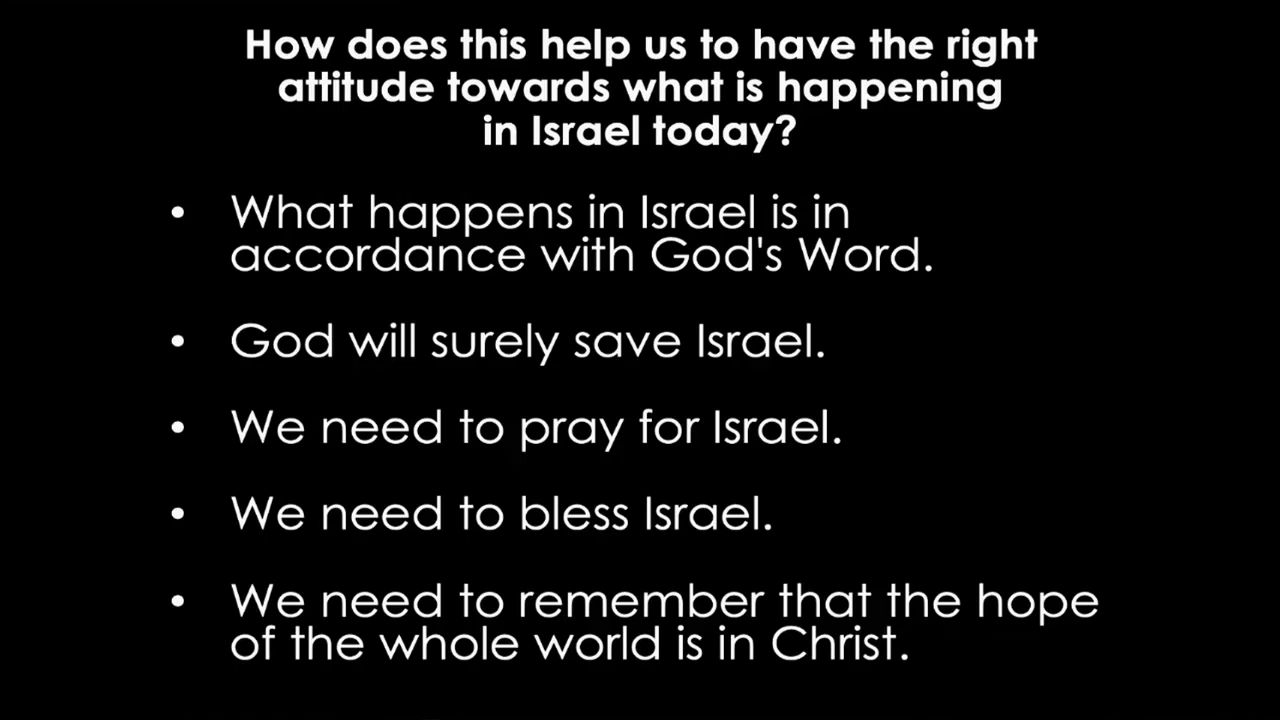 How does this help us to have the right
attitude towards what is happening
in Israel today?
• What happens in Israel is in
accordance with God's Word.
• God will surely save Israel.
• We need to pray for Israel.
• We need to bless Israel.
• We need to remember that the hope
of the whole world is in Christ.